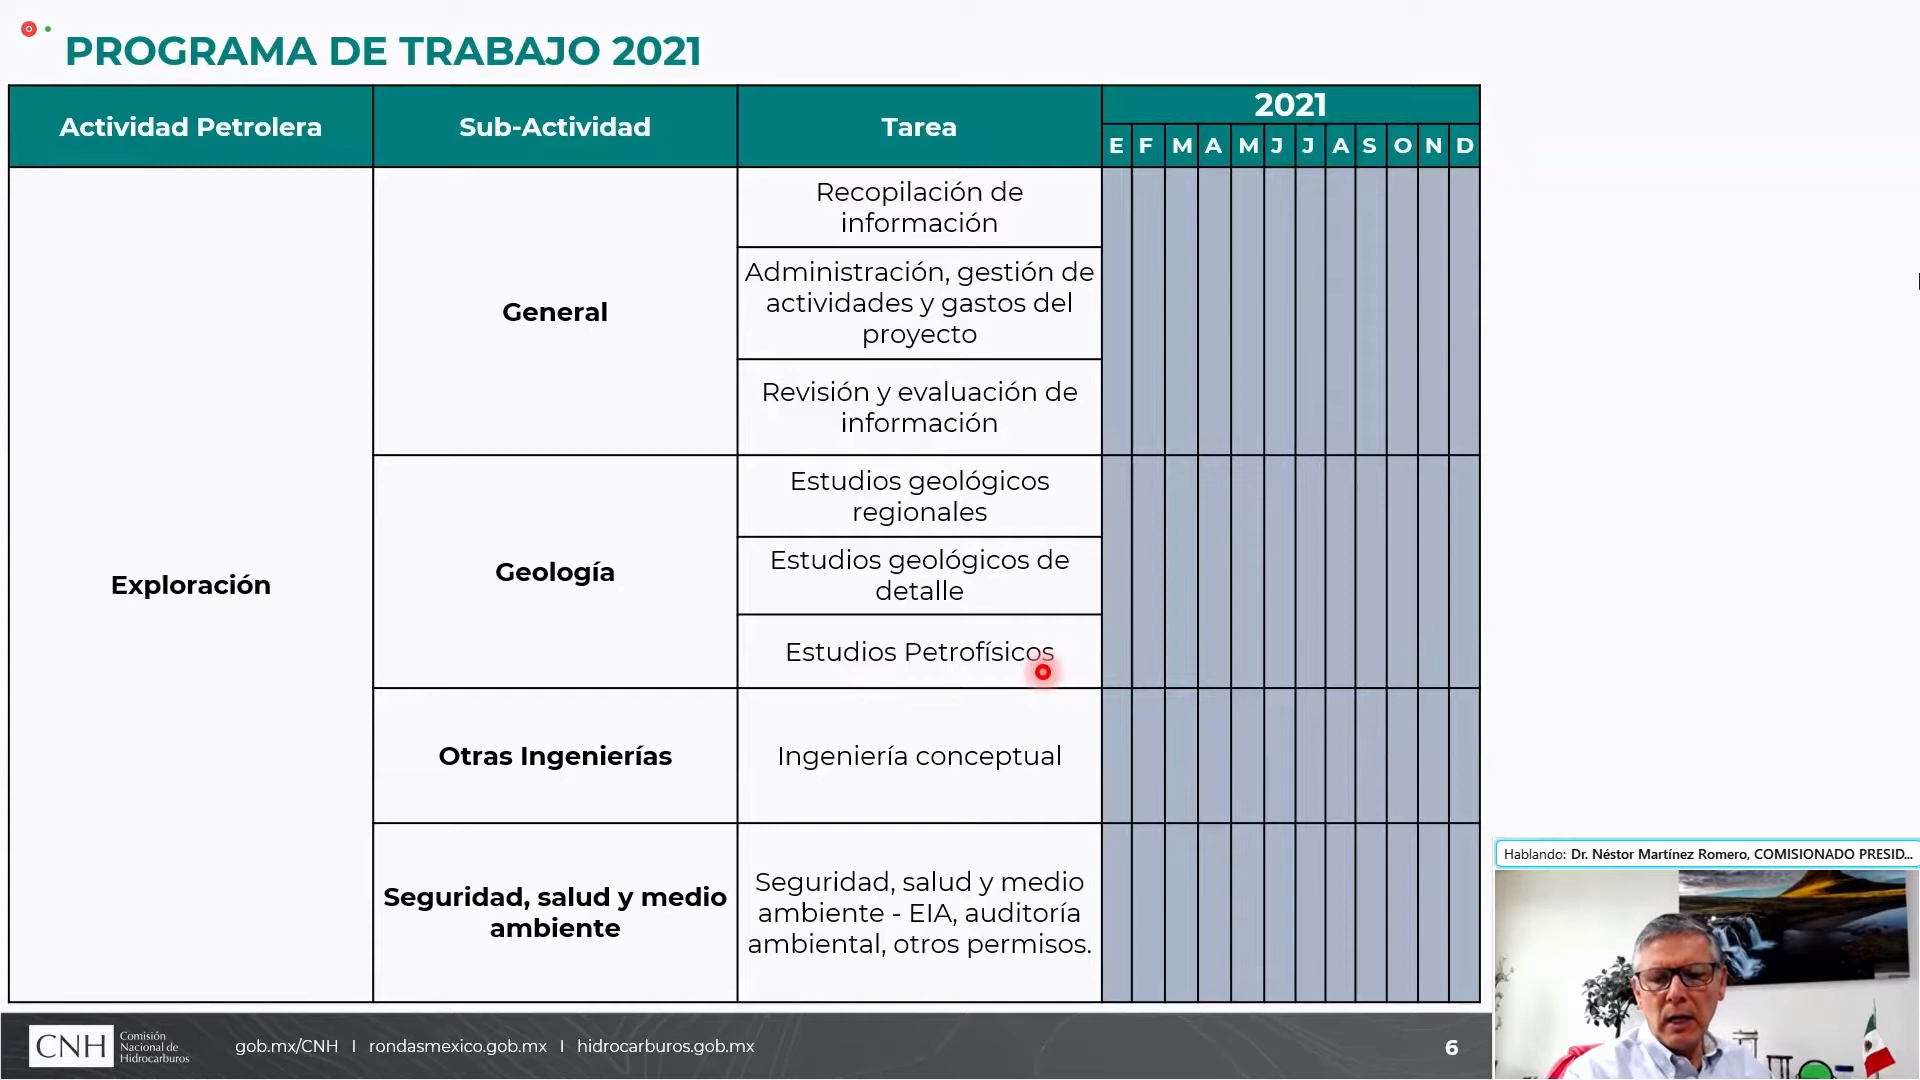 PROGRAMA DE TRABAJO 2021
Actividad Petrolera
Sub-Actividad
Tarea
2021
E F M A M J J A S O N D
Exploración
General
Recopilación de
información
Administración, gestión de
actividades y gastos del
proyecto
Revisión y evaluación de
información
Geología
Estudios geológicos
regionales
Estudios geológicos de
detalle
Estudios Petrofísicos
Otras Ingenierías
Ingeniería conceptual
Seguridad, salud y medio
ambiente
Seguridad, salud y medio
ambiente - EIA, auditoría
ambiental, otros permisos.
Hablando: Dr. Néstor Martínez Romero, COMISIONADO PRESID...
CNH
Comisión
Nacional de
Hidrocarburos
gob.mx/CNH I rondasmexico.gob.mx I hidrocarburos.gob.mx
6